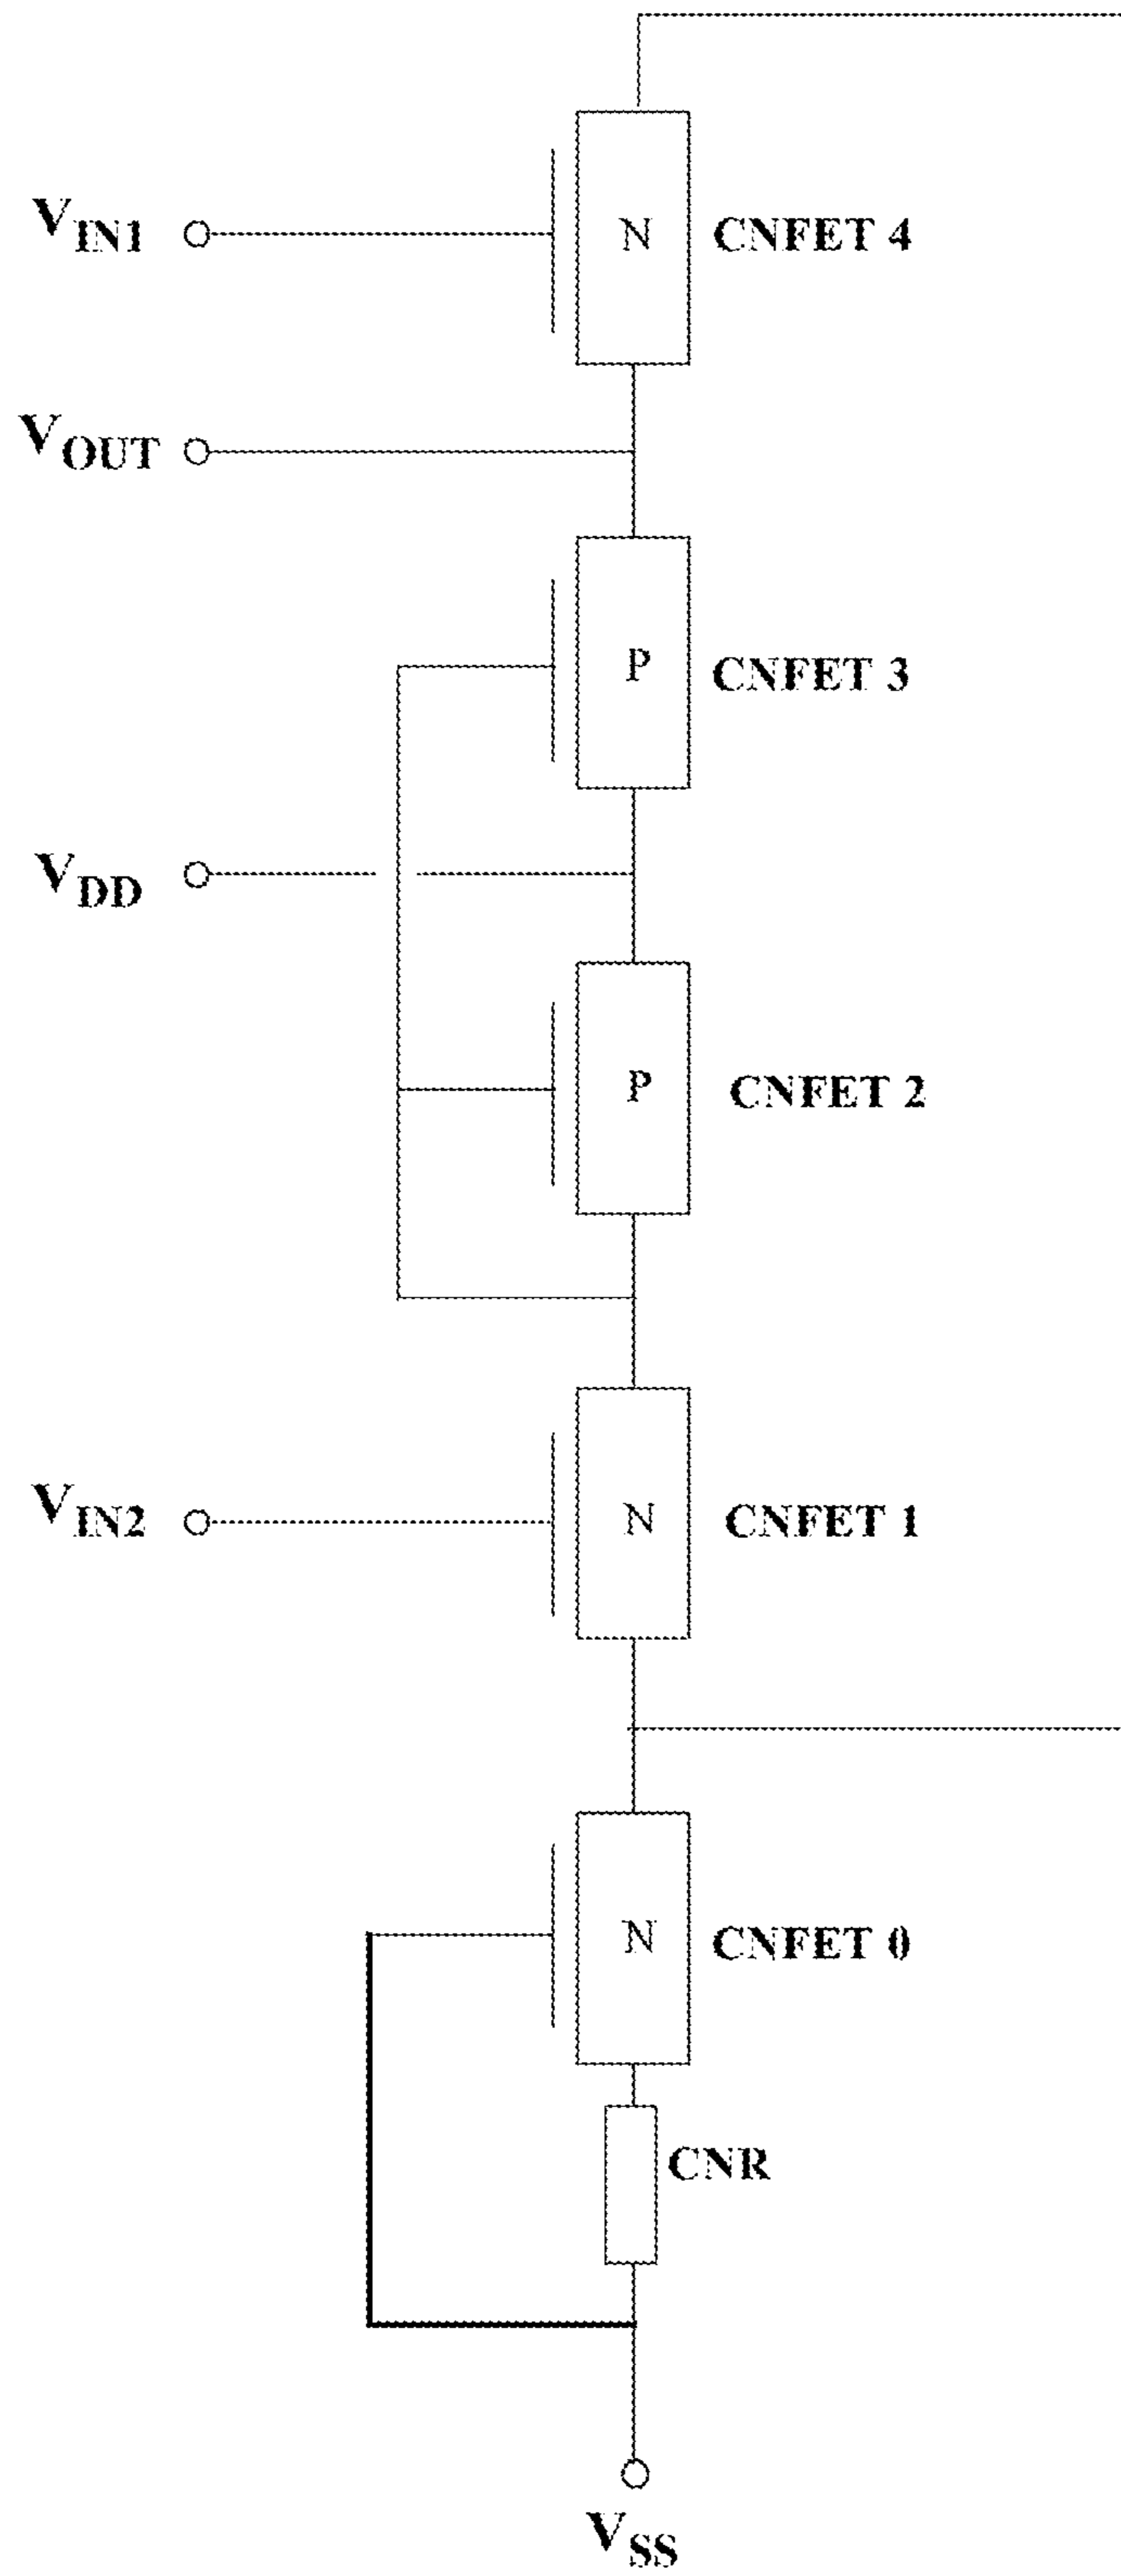 V_IN1 N CNFET 4
V_OUT
P CNFET 3
V_DD
P CNFET 2
V_IN2 N CNFET 1
N CNFET 0
CNR
V_SS